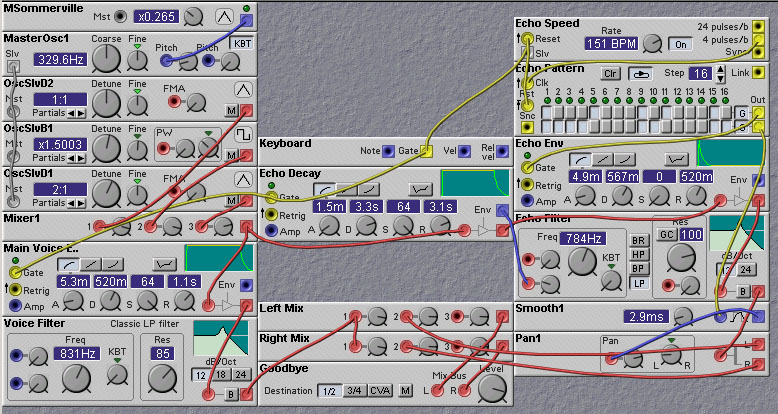 MSommerville
Mst x0.265
MasterOsc1
Slv 329.6Hz Coarse Fine Pitch Pitch KBT
OscSlvD2
Mst 1:1 Partials Detune Fine FMA M
OscSlvB1
Mst x1.5003 Partials Detune Fine PW M
OscSlvD1
Mst 2:1 Partials Detune Fine FMA M
Mixer1
1 2 3
Main Voice E..
Gate
Retrig
Amp
5.3m 520m 64 1.1s
A D S R
Env
Voice Filter
Classic LP filter
Freq 831Hz KBT
Res 85
dB/Oct
12 18 24
B
Keyboard
Note Gate Vel Rel vel
Echo Decay
Gate
Retrig
Amp
1.5m 3.3s 64 3.1s
A D S R
Env
Left Mix
1 2 3
Right Mix
1 2 3
Goodbye
Destination 1/2 3/4 CVA M
Mix Bus
L R
Level
Echo Speed
Reset
Slv
Rate
151 BPM
On
24 pulses/b
4 pulses/b
Sync
Echo Pattern
Clr Step 16 Link
Clk
Rst
Snc
1 2 3 4 5 6 7 8 9 10 11 12 13 14 15 16
Out
G
Echo Env
Gate
Retrig
Amp
4.9m 567m 0 520m
A D S R
Env
Echo Filter
Freq 784Hz KBT
BR
HP
BP
LP
Res
GC 100
dB/Oct
12 24
B
Smooth1
2.9ms
Pan1
Pan
L R
L
R